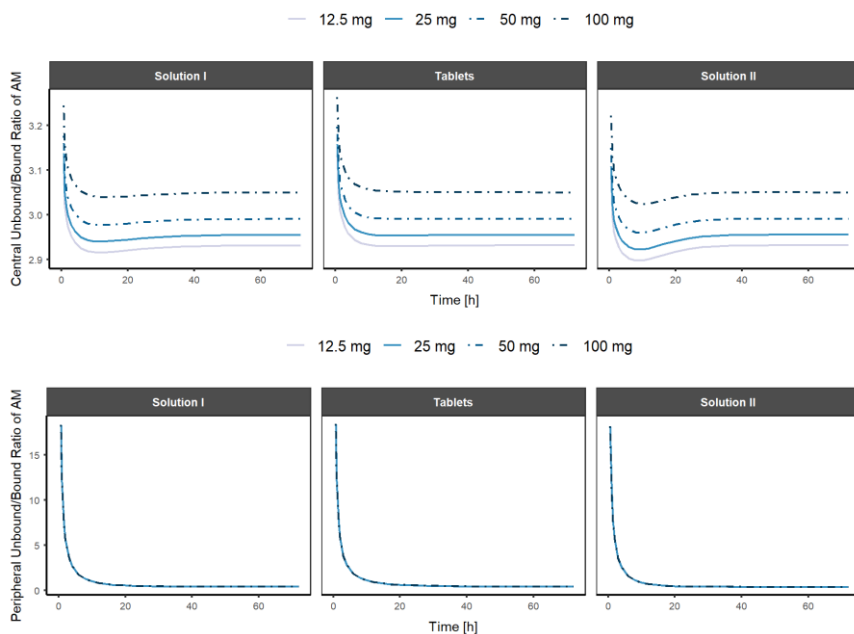 12.5 mg 25 mg 50 mg 100 mg
Solution I Tablets Solution II
Central Unbound/Bound Ratio of AM
3.2
3.1
3.0
2.9
0 20 40 60 0 20 40 60 0 20 40 60
Time [h]
12.5 mg 25 mg 50 mg 100 mg
Solution I Tablets Solution II
Peripheral Unbound/Bound Ratio of AM
15
10
5
0
0 20 40 60 0 20 40 60 0 20 40 60
Time [h]